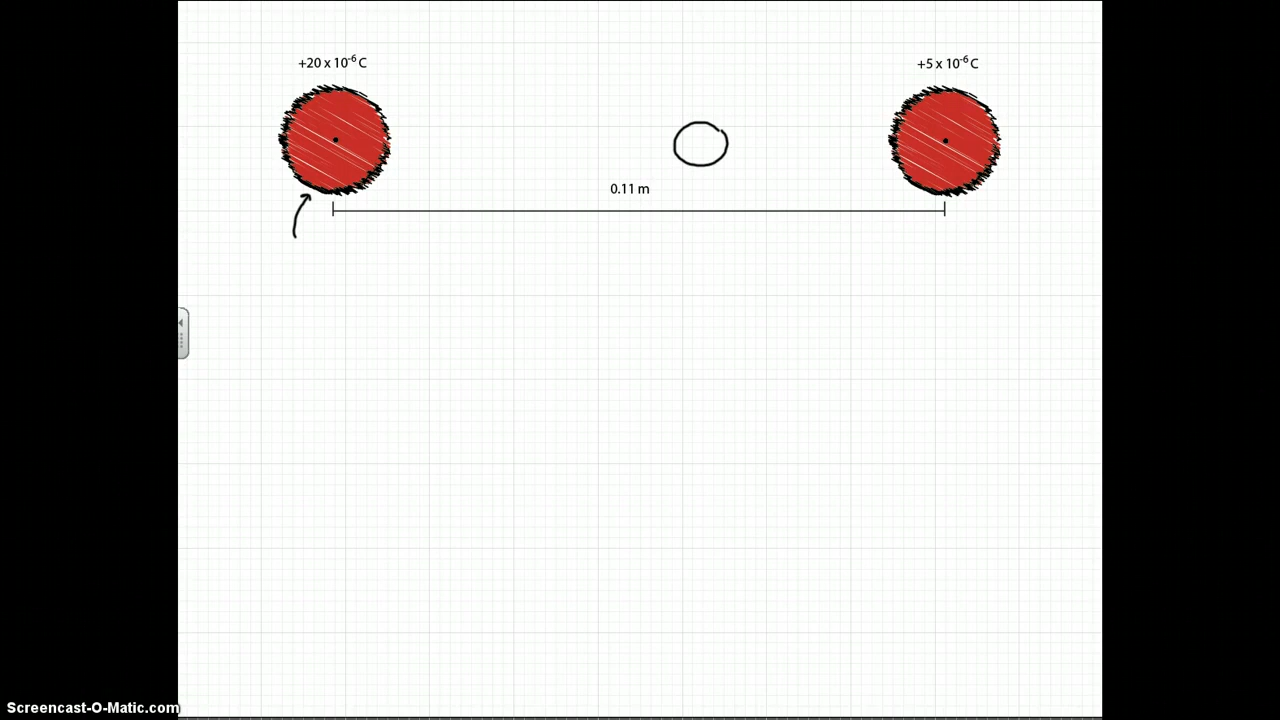 +20 x 10⁻⁶ C
+5 x 10⁻⁶ C
0.11 m
Screencast-O-Matic.com